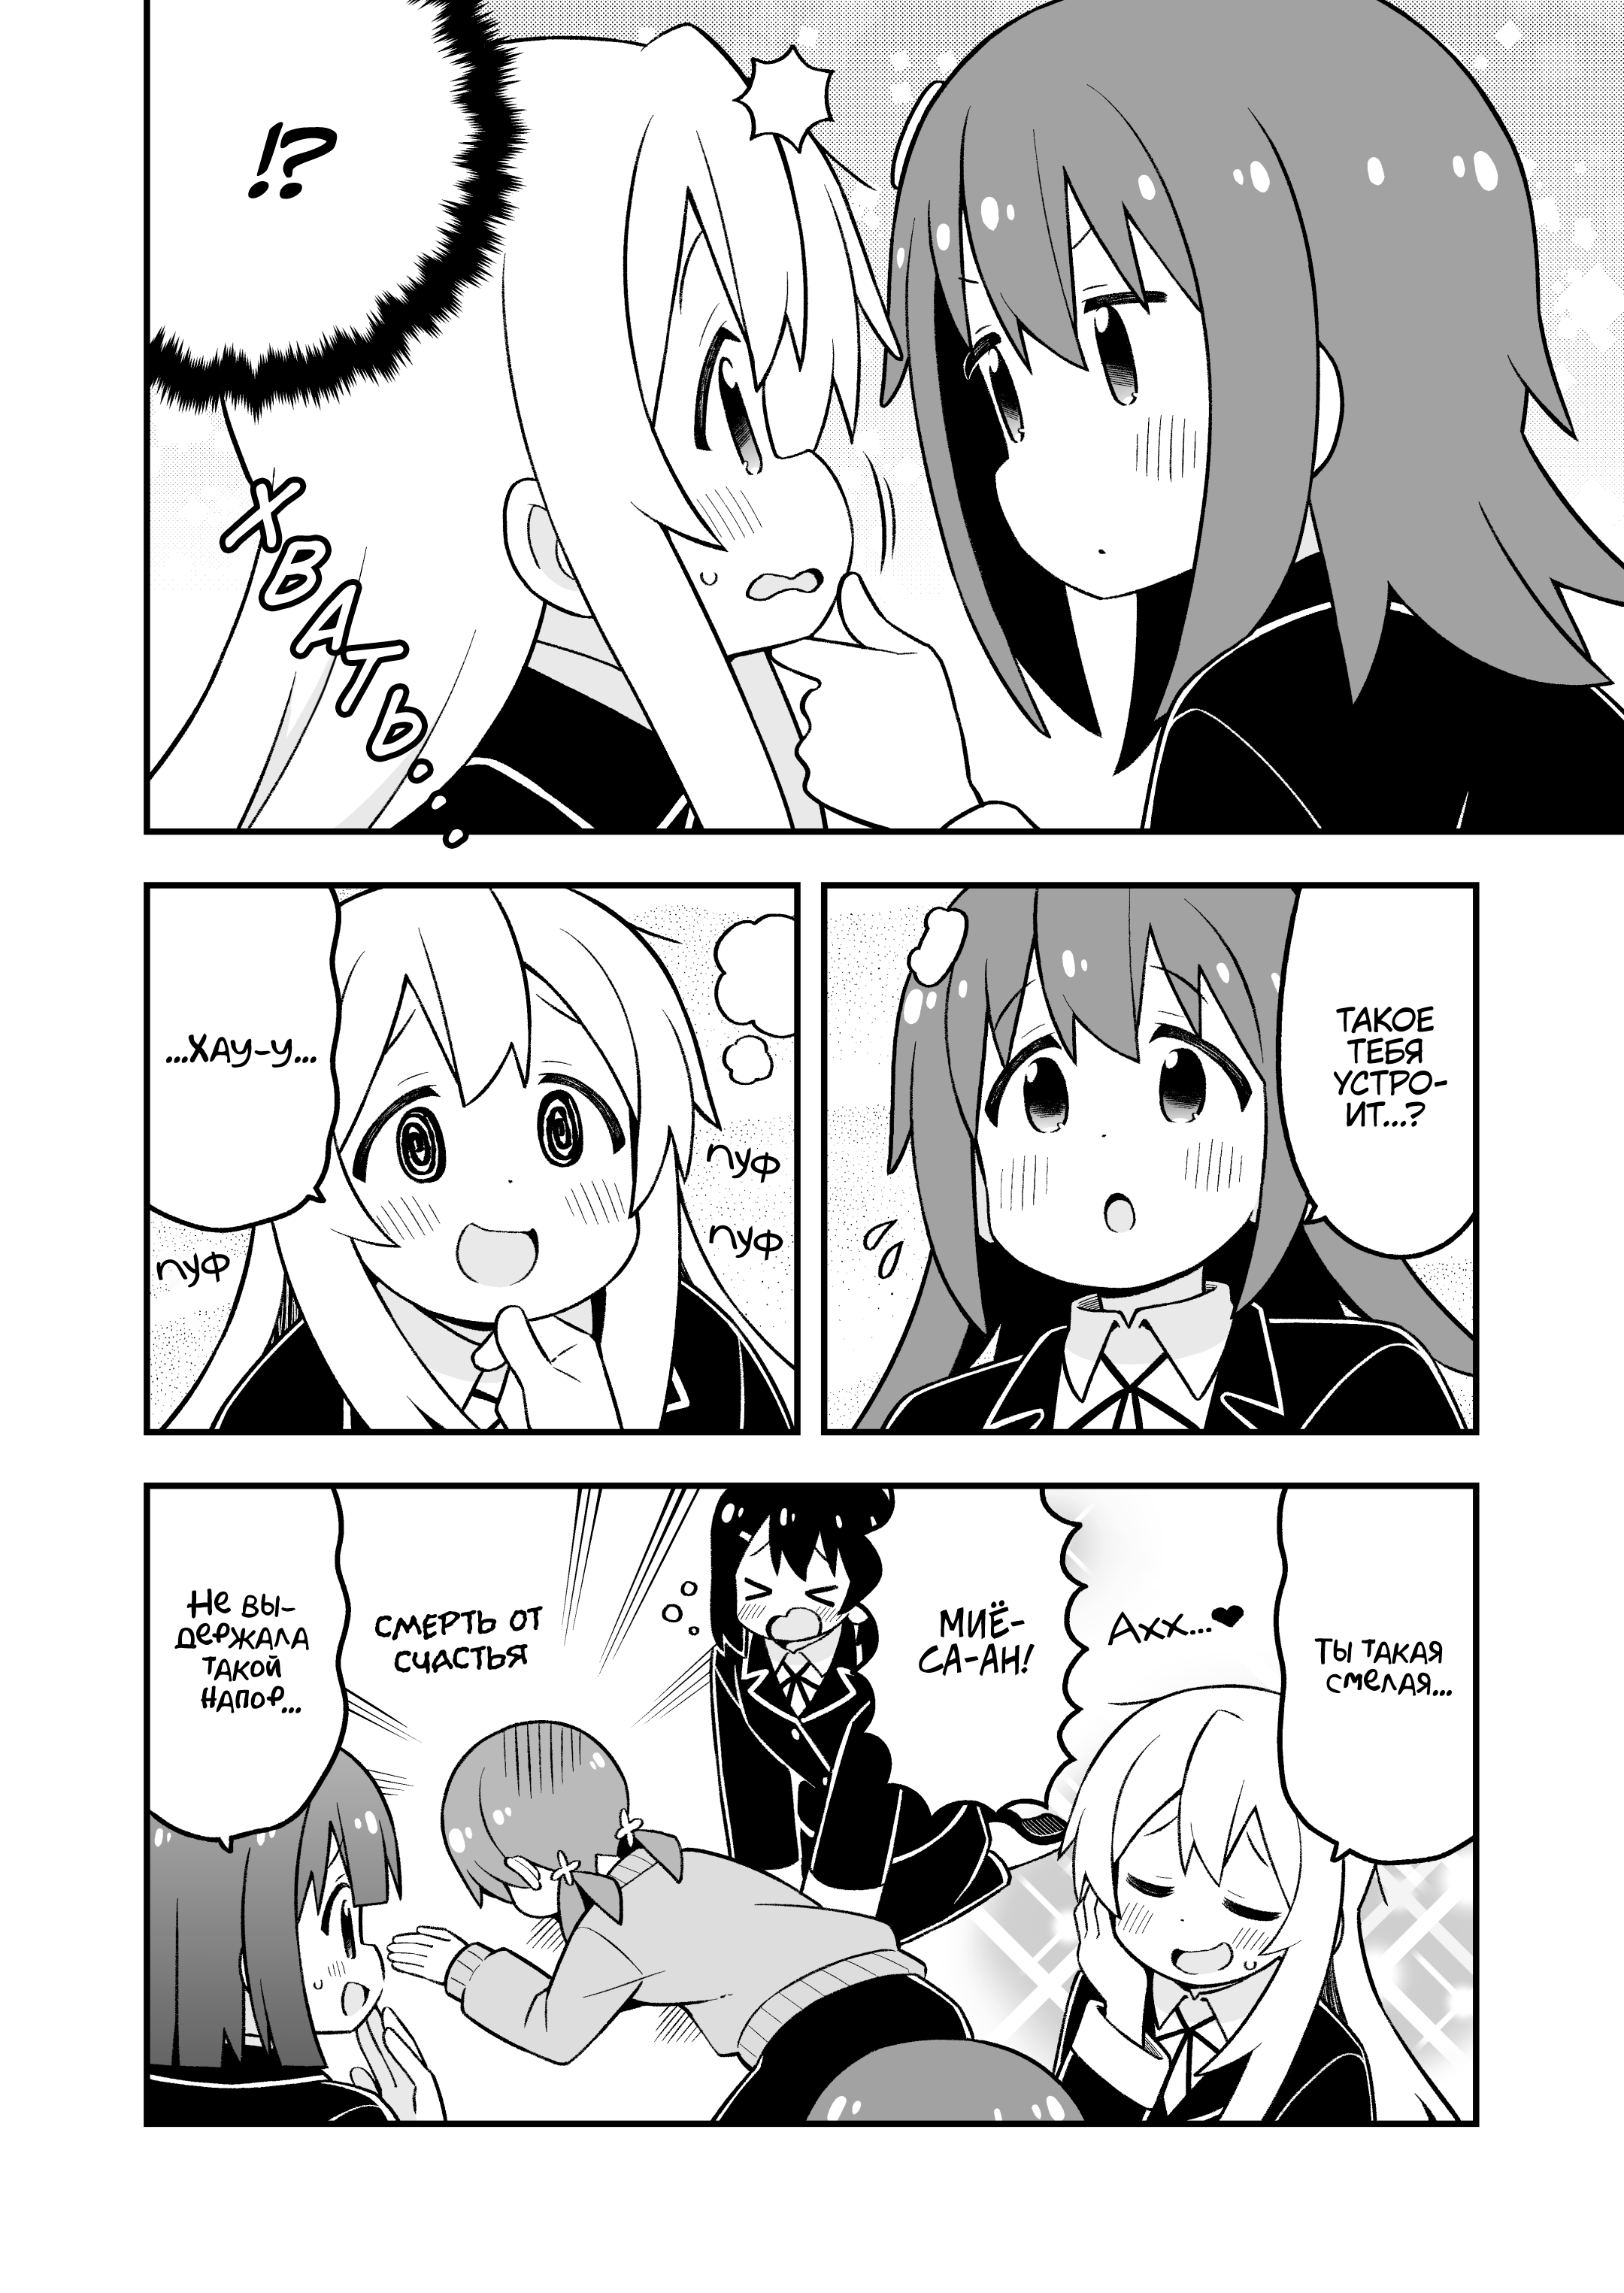 !?
ХВАТЬ...
ТАКОЕ
ТЕБЯ
УСТРО-
ИТ...?
...ХАУ-У...
ПУФ
ПУФ
ПУФ
ТЫ ТАКАЯ
СМЕЛАЯ...
АХХ...❤
МИЁ-
СА-АН!
СМЕРТЬ ОТ
СЧАСТЬЯ
НЕ ВЫ-
ДЕРЖАЛА
ТАКОЙ
НАПОР...